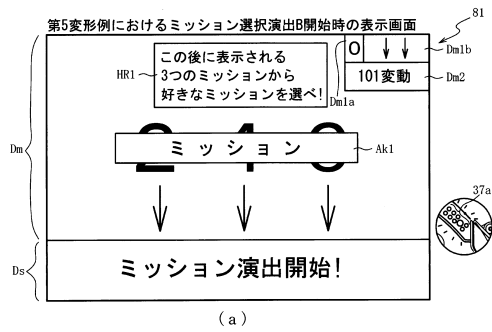 第5変形例におけるミッション選択演出B開始時の表示画面
81
この後に表示される
3つのミッションから
好きなミッションを選べ!
HR1
0
Dm1b
101変動
Dm2
Dm1a
Dm
ミッション
Ak1
37a
Ds
ミッション演出開始!
(a)